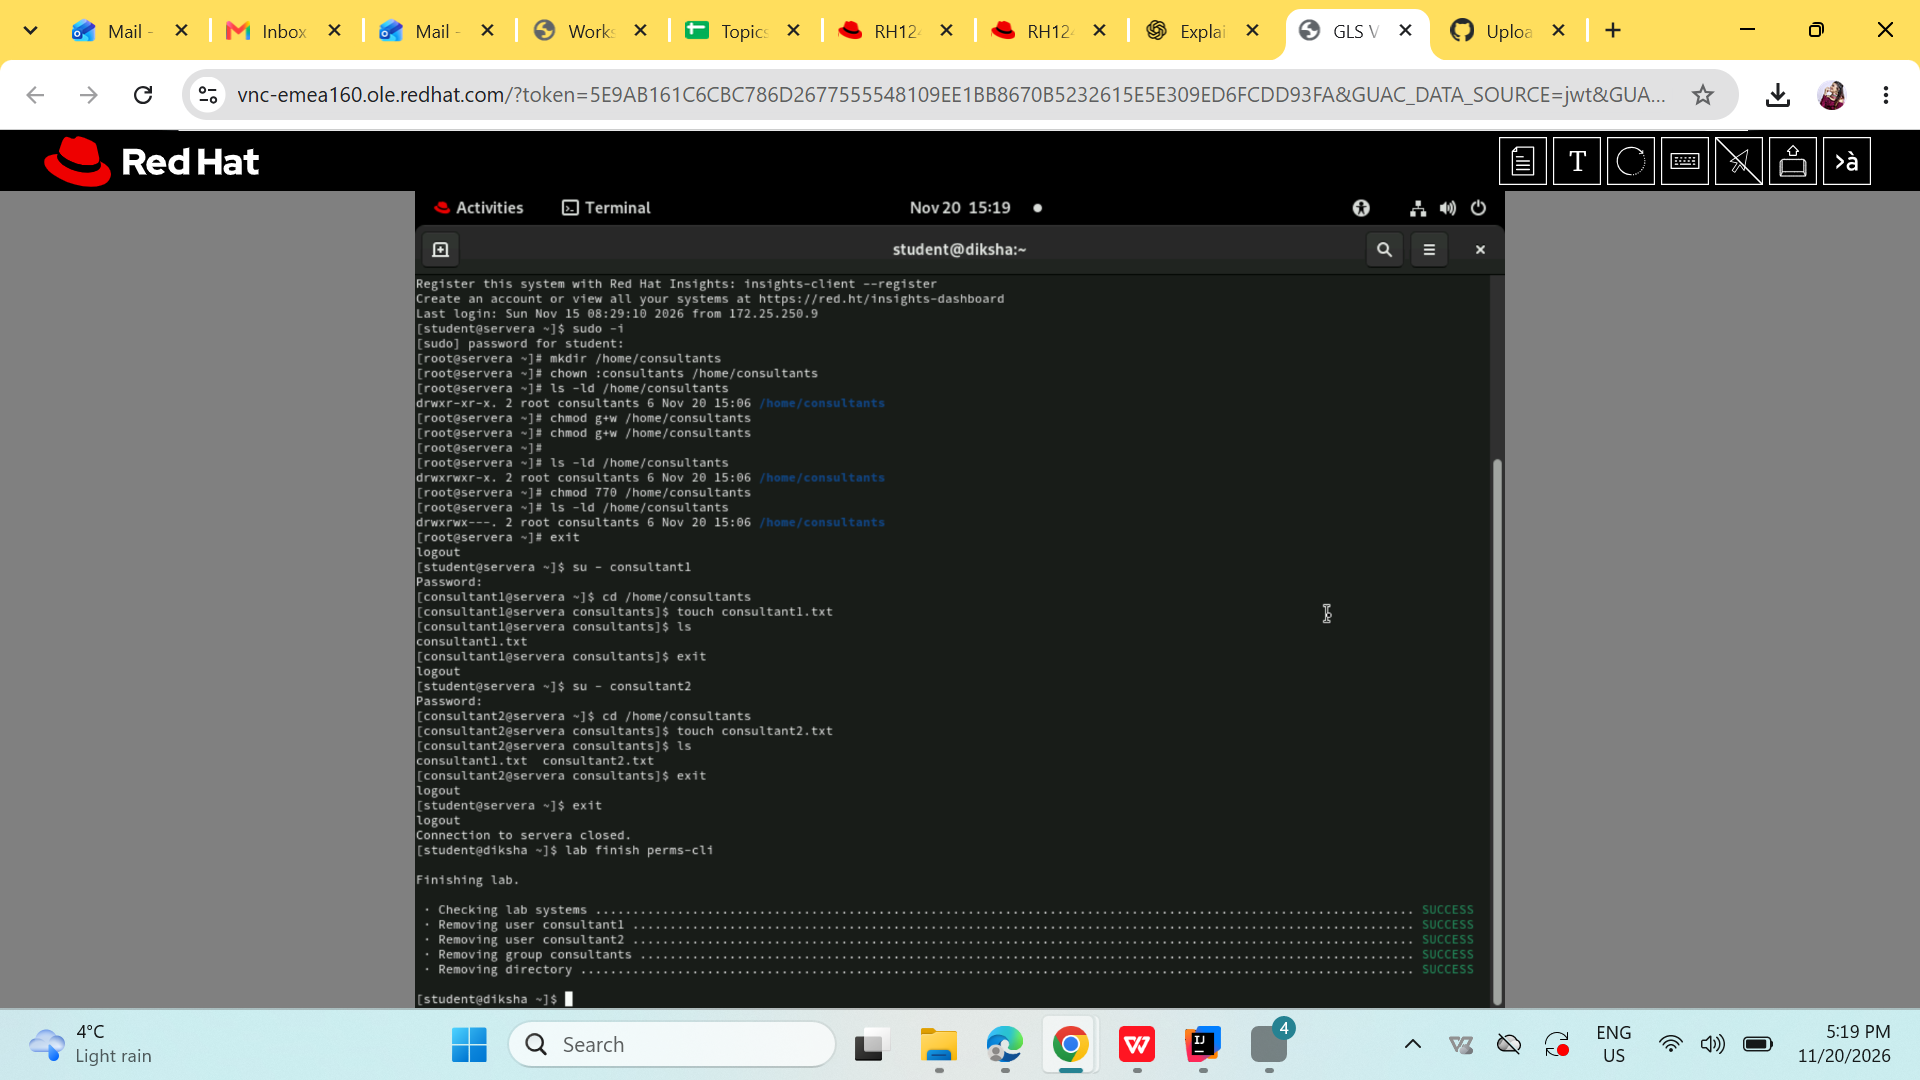 Mail -
Inbox
Mail -
Works
Topics
RH12
RH12
Explai
GLS V
Uploa
vnc-emea160.ole.redhat.com/?token=5E9AB161C6CBC786D2677555548109EE1BB8670B5232615E5E309ED6FCDD93FA&GUAC_DATA_SOURCE=jwt&GUA...
Red Hat
T
>à
Activities
Terminal
Nov 20 15:19
student@diksha:~
Register this system with Red Hat Insights: insights-client --register
Create an account or view all your systems at https://red.ht/insights-dashboard
Last login: Sun Nov 15 08:29:10 2026 from 172.25.250.9
[student@servera ~]$ sudo -i
[sudo] password for student:
[root@servera ~]# mkdir /home/consultants
[root@servera ~]# chown :consultants /home/consultants
[root@servera ~]# ls -ld /home/consultants
drwxr-xr-x. 2 root consultants 6 Nov 20 15:06 /home/consultants
[root@servera ~]# chmod g+w /home/consultants
[root@servera ~]# chmod g+w /home/consultants
[root@servera ~]#
[root@servera ~]# ls -ld /home/consultants
drwxrwxr-x. 2 root consultants 6 Nov 20 15:06 /home/consultants
[root@servera ~]# chmod 770 /home/consultants
[root@servera ~]# ls -ld /home/consultants
drwxrwx---. 2 root consultants 6 Nov 20 15:06 /home/consultants
[root@servera ~]# exit
logout
[student@servera ~]$ su - consultant1
Password:
[consultant1@servera ~]$ cd /home/consultants
[consultant1@servera consultants]$ touch consultant1.txt
[consultant1@servera consultants]$ ls
consultant1.txt
[consultant1@servera consultants]$ exit
logout
[student@servera ~]$ su - consultant2
Password:
[consultant2@servera ~]$ cd /home/consultants
[consultant2@servera consultants]$ touch consultant2.txt
[consultant2@servera consultants]$ ls
consultant1.txt  consultant2.txt
[consultant2@servera consultants]$ exit
logout
[student@servera ~]$ exit
logout
Connection to servera closed.
[student@diksha ~]$ lab finish perms-cli
Finishing lab.
· Checking lab systems ............................................................ SUCCESS
· Removing user consultant1 ............................................................ SUCCESS
· Removing user consultant2 ............................................................ SUCCESS
· Removing group consultants ............................................................ SUCCESS
· Removing directory ............................................................ SUCCESS
[student@diksha ~]$
4°C
Light rain
Search
4
ENG
US
5:19 PM
11/20/2026